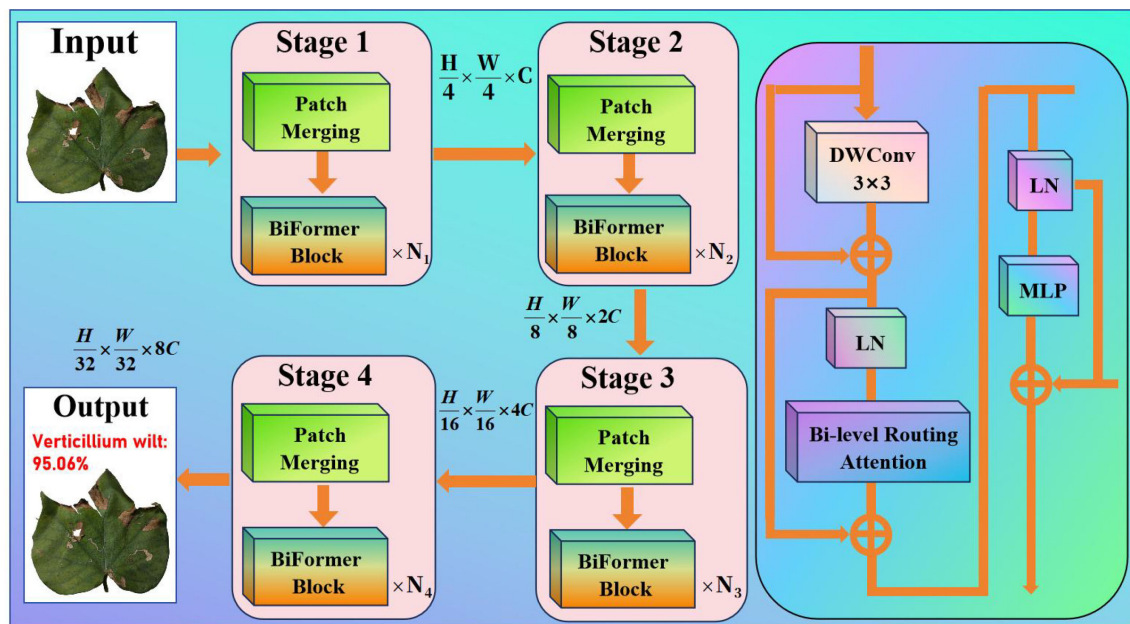 Input
Stage 1
Patch
Merging
BiFormer
Block
×N₁
H/4 × W/4 × C
Stage 2
Patch
Merging
BiFormer
Block
×N₂
H/8 × W/8 × 2C
Stage 3
Patch
Merging
BiFormer
Block
×N₃
H/16 × W/16 × 4C
Stage 4
Patch
Merging
BiFormer
Block
×N₄
H/32 × W/32 × 8C
Output
Verticillium wilt:
95.06%
DWConv
3×3
LN
Bi-level Routing
Attention
LN
MLP